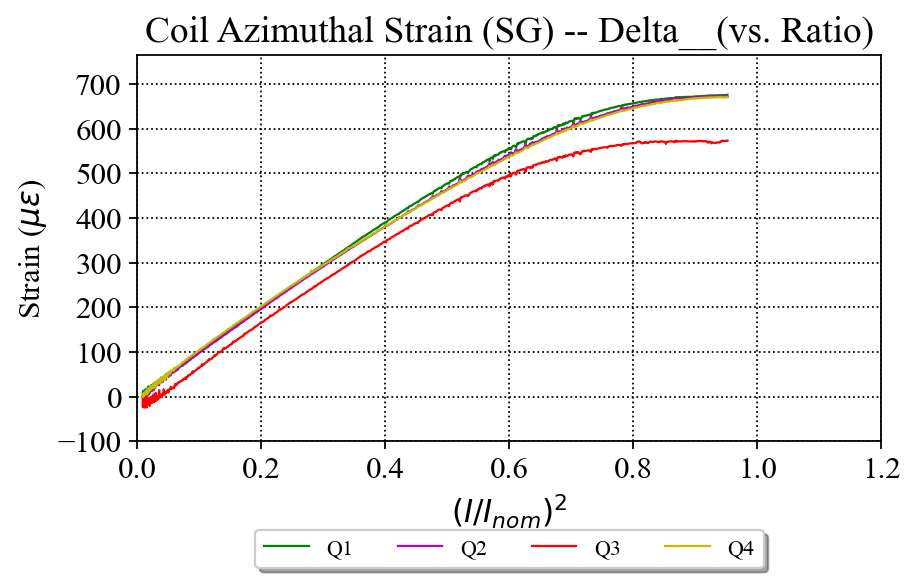 Coil Azimuthal Strain (SG) -- Delta__(vs. Ratio)
700
600
500
400
300
200
100
0
−100
Strain (με)
0.0 0.2 0.4 0.6 0.8 1.0 1.2
(I/I_nom)^2
Q1 Q2 Q3 Q4